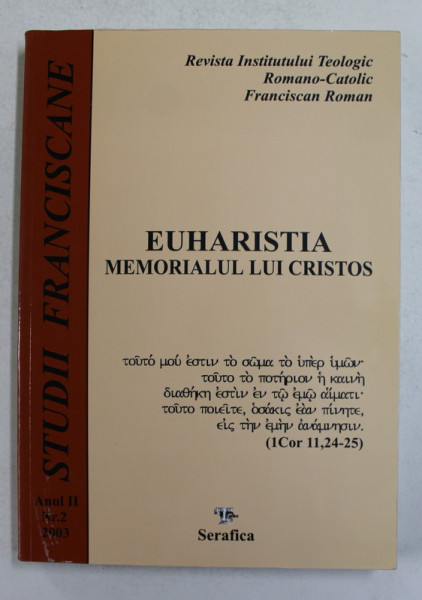 STUDII FRANCISCANE
Anul II
Nr.2
2003
Revista Institutului Teologic
Romano-Catolic
Franciscan Roman
EUHARISTIA
MEMORIALUL LUI CRISTOS
τοῦτό μού ἐστιν τὸ σῶμα τὸ ὑπὲρ ὑμῶν·
τουτο τὸ ποτήριον ἡ καινὴ
διαθήκη ἐστὶν ἐν τῷ ἐμῷ αἵματι·
τοῦτο ποιεῖτε, ὁσάκις ἐὰν πίνητε,
εἰς τὴν ἐμὴν ἀνάμνησιν.
(1Cor 11,24-25)
Serafica